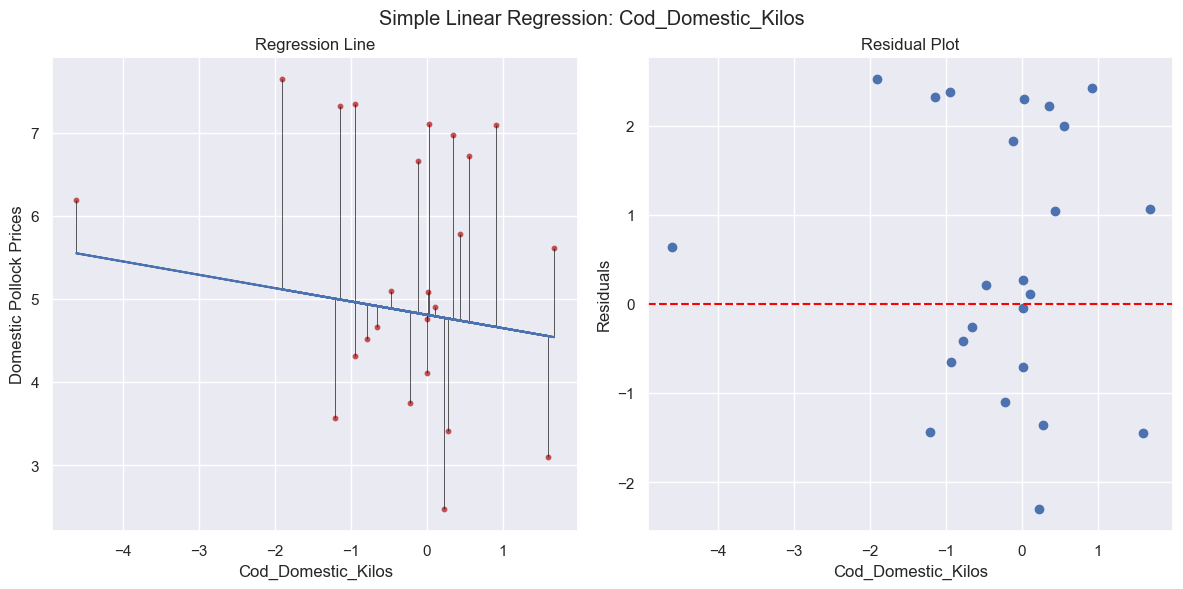 Simple Linear Regression: Cod_Domestic_Kilos
Regression Line
Domestic Pollock Prices
7
6
5
4
3
−4 −3 −2 −1 0 1
Cod_Domestic_Kilos
Residual Plot
Residuals
2
1
0
−1
−2
−4 −3 −2 −1 0 1
Cod_Domestic_Kilos